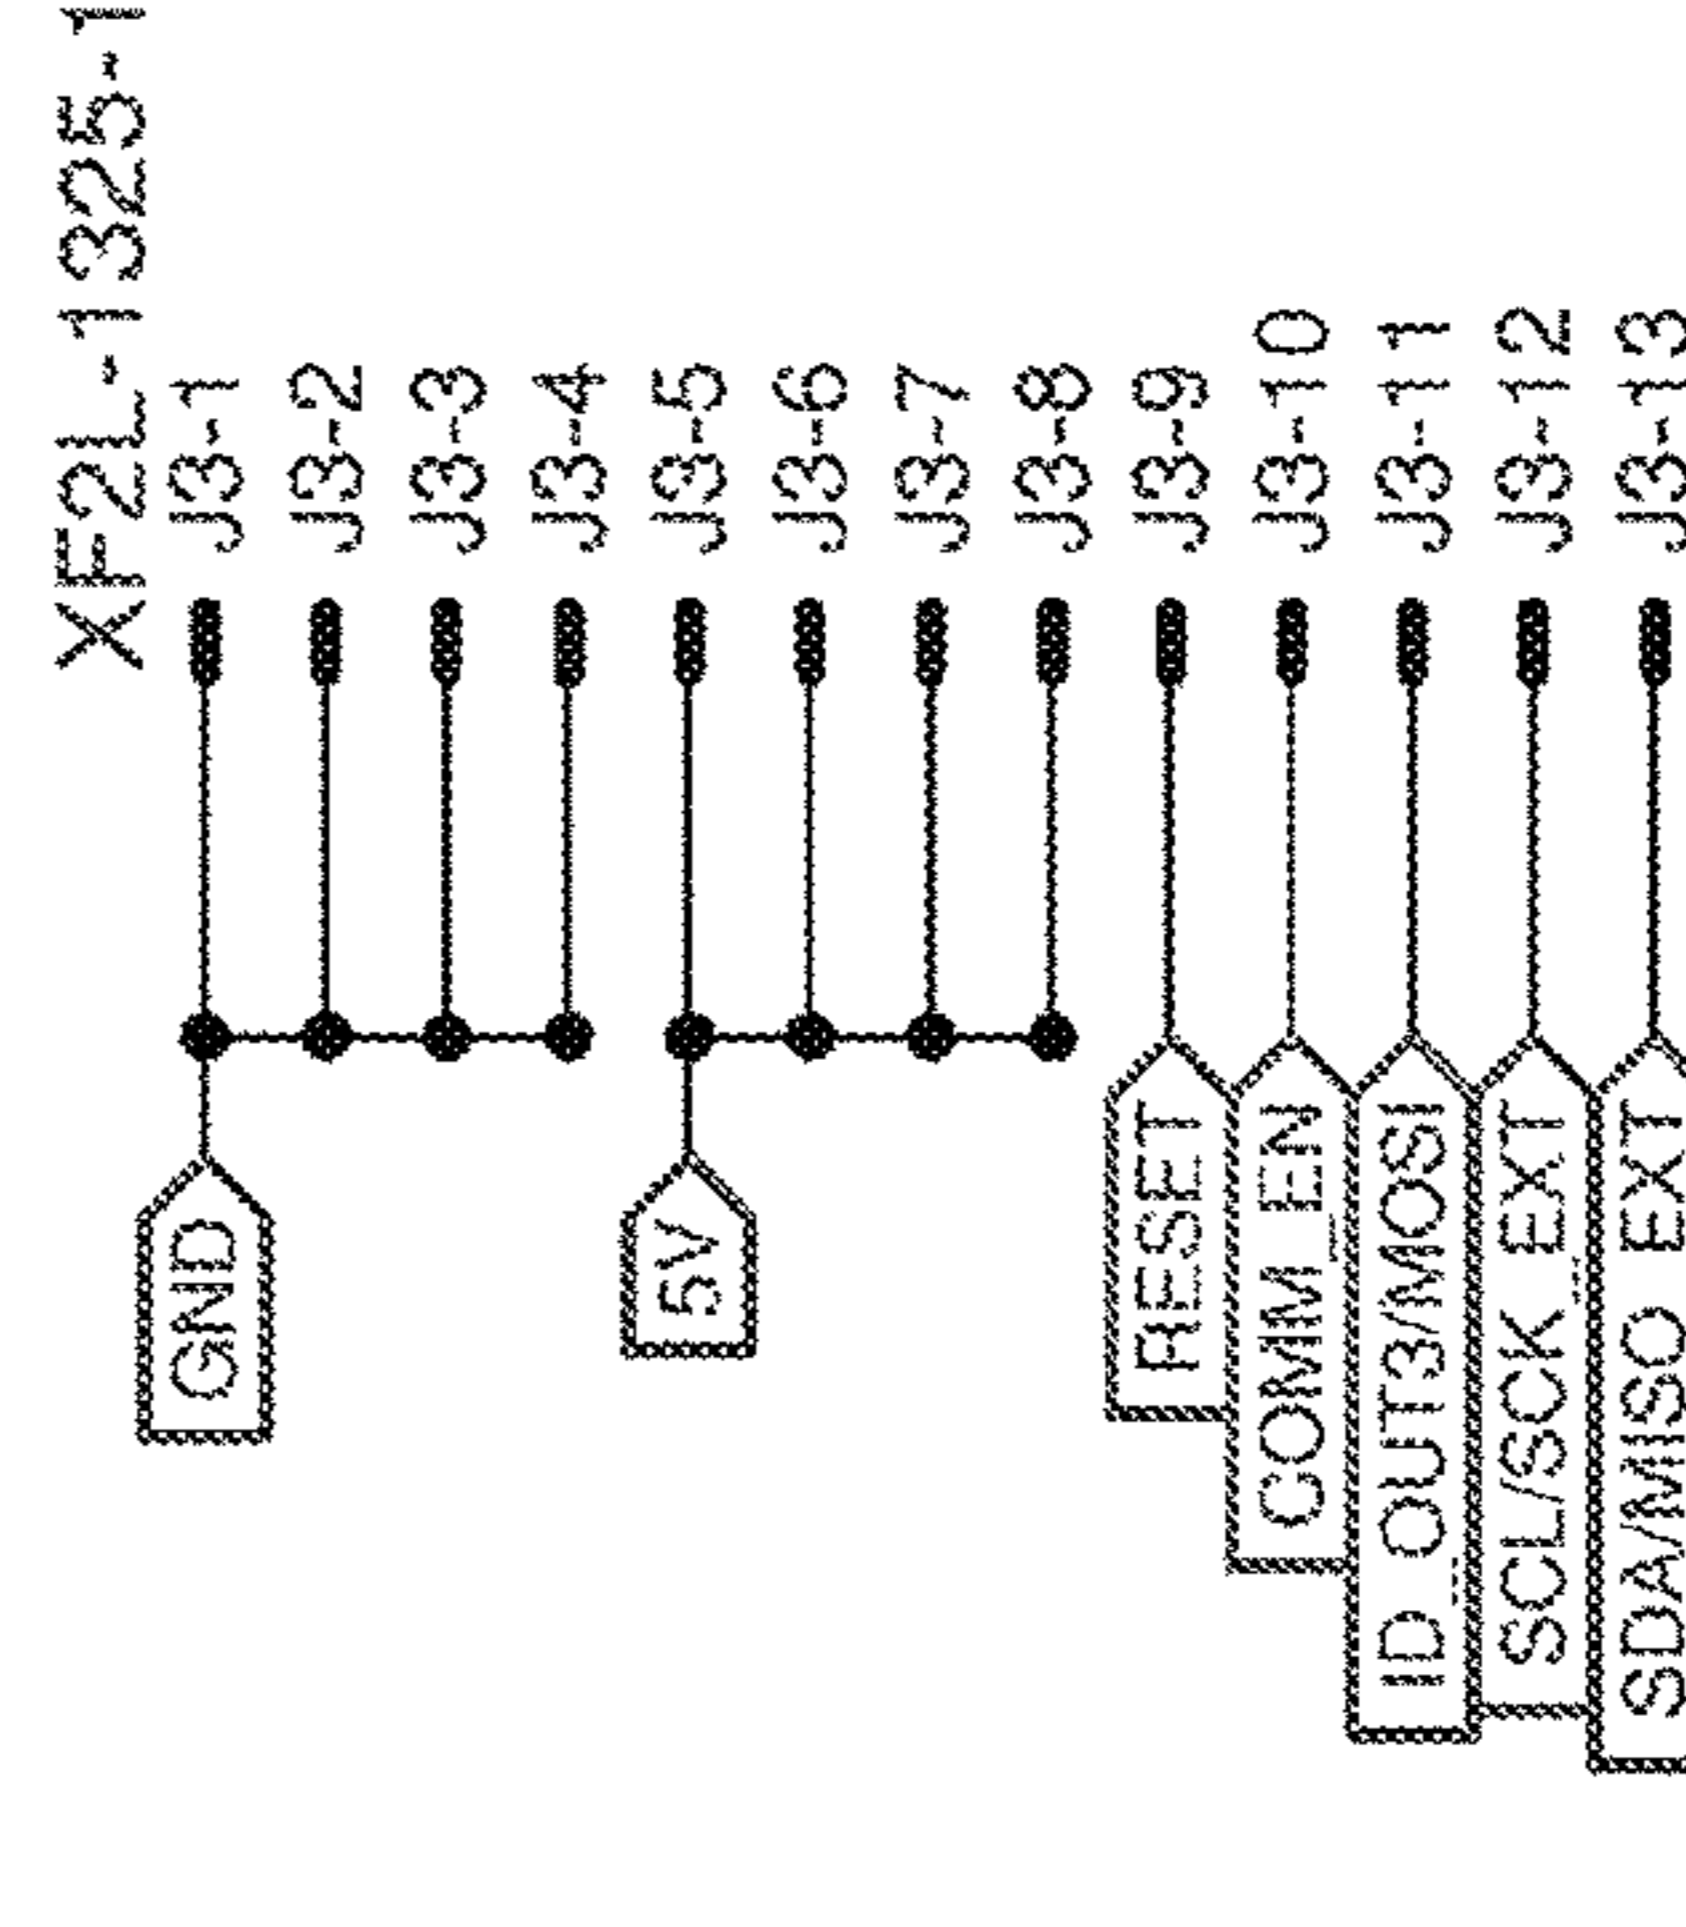 XF2L-1325-1
GND J3-1
J3-2
J3-3
J3-4
5V J3-5
J3-6
J3-7
J3-8
RESET J3-9
COMM_EN J3-10
ID_OUT3/MOSI J3-11
SCL/SCK_EXT J3-12
SDA/MISO EXT J3-13